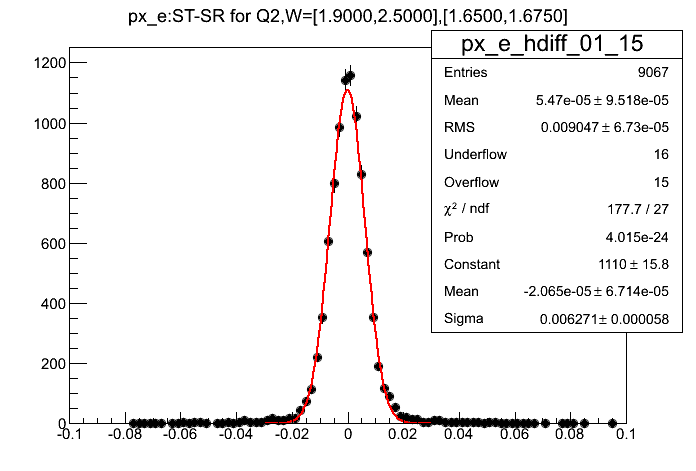 px_e:ST-SR for Q2,W=[1.9000,2.5000],[1.6500,1.6750]
px_e_hdiff_01_15
Entries 9067
Mean 5.47e-05 ± 9.518e-05
RMS 0.009047 ± 6.73e-05
Underflow 16
Overflow 15
χ² / ndf 177.7 / 27
Prob 4.015e-24
Constant 1110 ± 15.8
Mean -2.065e-05 ± 6.714e-05
Sigma 0.006271 ± 0.000058
1200
1000
800
600
400
200
0
-0.1 -0.08 -0.06 -0.04 -0.02 0 0.02 0.04 0.06 0.08 0.1